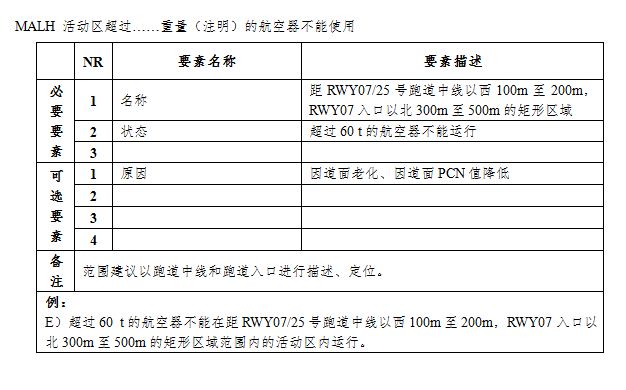 MALH 活动区超过……重量（注明）的航空器不能使用
NR 要素名称 要素描述
必要要素
1 名称 距 RWY07/25 号跑道中线以西 100m 至 200m，
RWY07 入口以北 300m 至 500m 的矩形区域
2 状态 超过 60 t 的航空器不能运行
3
可选要素
1 原因 因道面老化、因道面 PCN 值降低
2
3
4
备注 范围建议以跑道中线和跑道入口进行描述、定位。
例：
E）超过 60 t 的航空器不能在距 RWY07/25 号跑道中线以西 100m 至 200m，RWY07 入口以
北 300m 至 500m 的矩形区域范围内的活动区内运行。